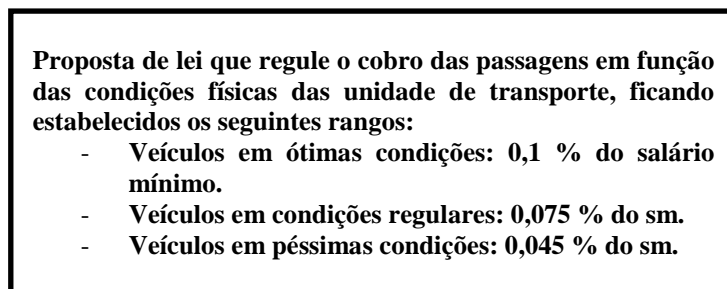 Proposta de lei que regule o cobro das passagens em função
das condições físicas das unidade de transporte, ficando
estabelecidos os seguintes rangos:
- Veículos em ótimas condições: 0,1 % do salário
mínimo.
- Veículos em condições regulares: 0,075 % do sm.
- Veículos em péssimas condições: 0,045 % do sm.